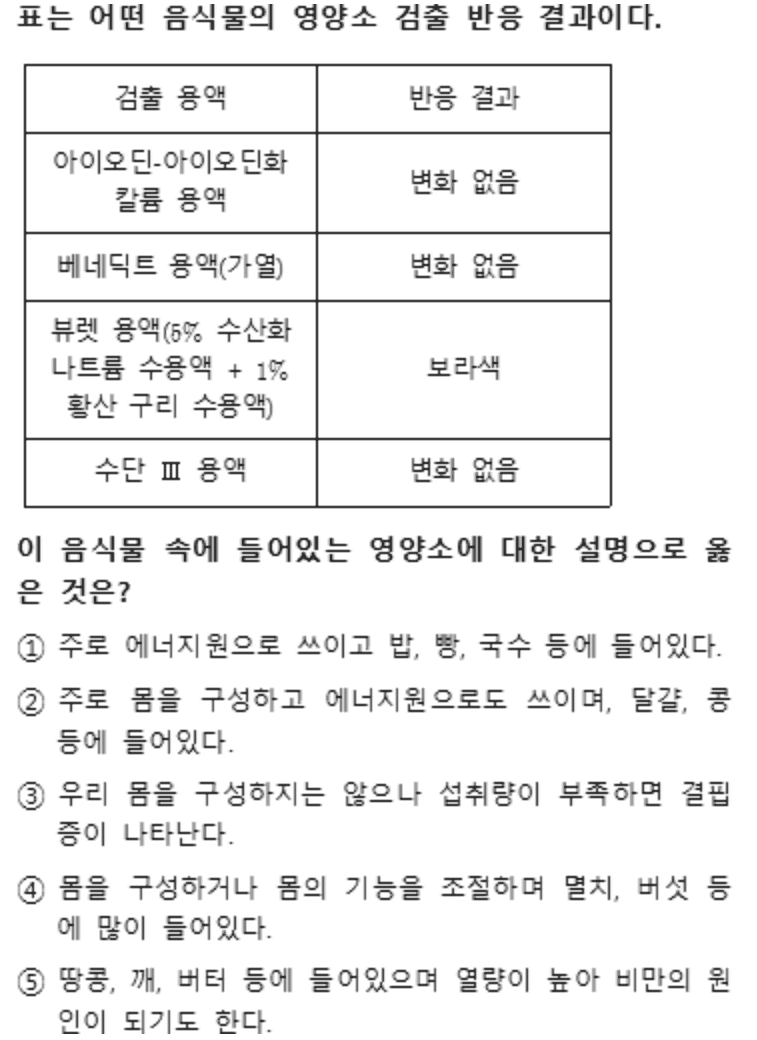 표는 어떤 음식물의 영양소 검출 반응 결과이다.
검출 용액
반응 결과
아이오딘-아이오딘화
칼륨 용액
변화 없음
베네딕트 용액(가열)
변화 없음
뷰렛 용액(5% 수산화
나트륨 수용액 + 1%
황산 구리 수용액)
보라색
수단 Ⅲ 용액
변화 없음
이 음식물 속에 들어있는 영양소에 대한 설명으로 옳
은 것은?
① 주로 에너지원으로 쓰이고 밥, 빵, 국수 등에 들어있다.
② 주로 몸을 구성하고 에너지원으로도 쓰이며, 달걀, 콩
등에 들어있다.
③ 우리 몸을 구성하지는 않으나 섭취량이 부족하면 결핍
증이 나타난다.
④ 몸을 구성하거나 몸의 기능을 조절하며 멸치, 버섯 등
에 많이 들어있다.
⑤ 땅콩, 깨, 버터 등에 들어있으며 열량이 높아 비만의 원
인이 되기도 한다.